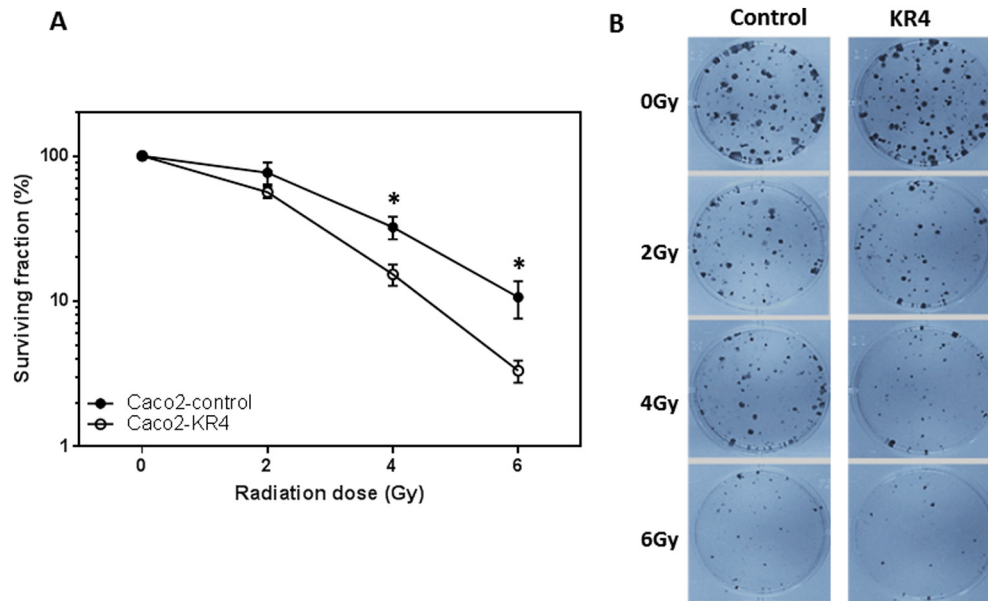 A
Surviving fraction (%)
100
10
1
*
*
Caco2-control
Caco2-KR4
0
2
4
6
Radiation dose (Gy)
B
Control
KR4
0Gy
2Gy
4Gy
6Gy